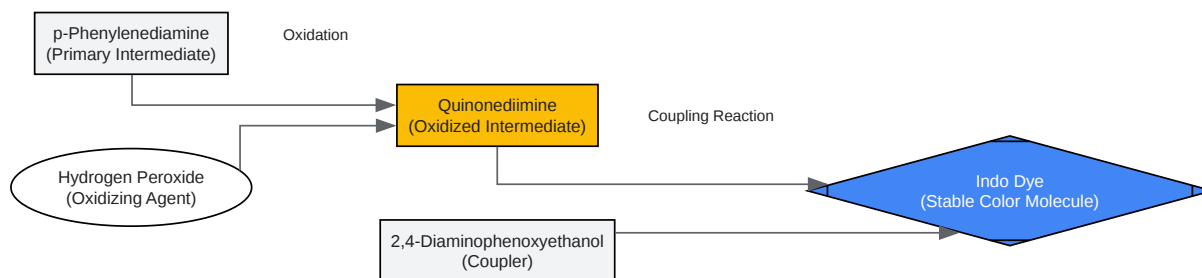 p-Phenylenediamine
(Primary Intermediate)
Oxidation
Quinonediimine
(Oxidized Intermediate)
Coupling Reaction
Hydrogen Peroxide
(Oxidizing Agent)
Indo Dye
(Stable Color Molecule)
2,4-Diaminophenoxyethanol
(Coupler)